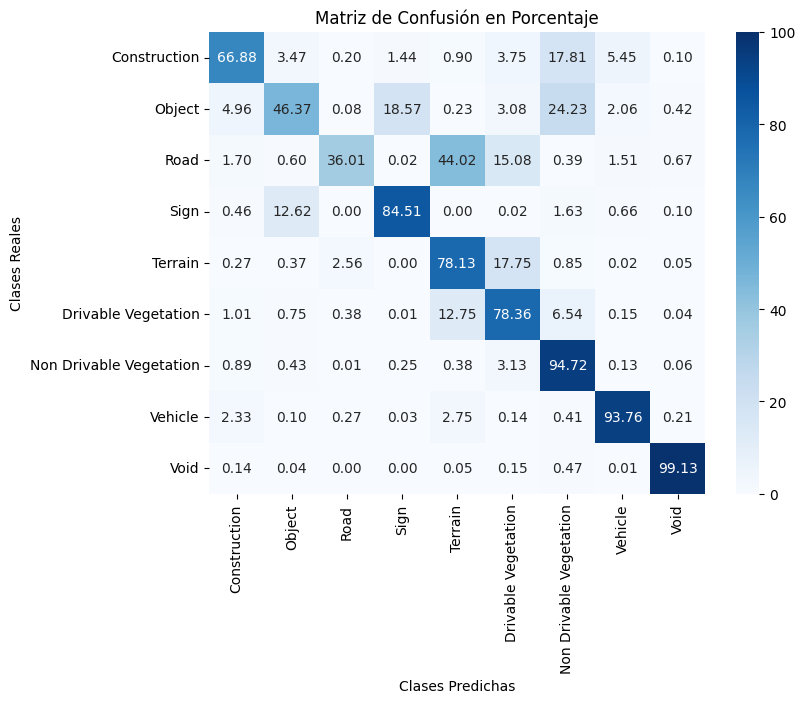 Matriz de Confusión en Porcentaje
Clases Reales
Construction 66.88 3.47 0.20 1.44 0.90 3.75 17.81 5.45 0.10
Object 4.96 46.37 0.08 18.57 0.23 3.08 24.23 2.06 0.42
Road 1.70 0.60 36.01 0.02 44.02 15.08 0.39 1.51 0.67
Sign 0.46 12.62 0.00 84.51 0.00 0.02 1.63 0.66 0.10
Terrain 0.27 0.37 2.56 0.00 78.13 17.75 0.85 0.02 0.05
Drivable Vegetation 1.01 0.75 0.38 0.01 12.75 78.36 6.54 0.15 0.04
Non Drivable Vegetation 0.89 0.43 0.01 0.25 0.38 3.13 94.72 0.13 0.06
Vehicle 2.33 0.10 0.27 0.03 2.75 0.14 0.41 93.76 0.21
Void 0.14 0.04 0.00 0.00 0.05 0.15 0.47 0.01 99.13
Construction
Object
Road
Sign
Terrain
Drivable Vegetation
Non Drivable Vegetation
Vehicle
Void
Clases Predichas
100
80
60
40
20
0